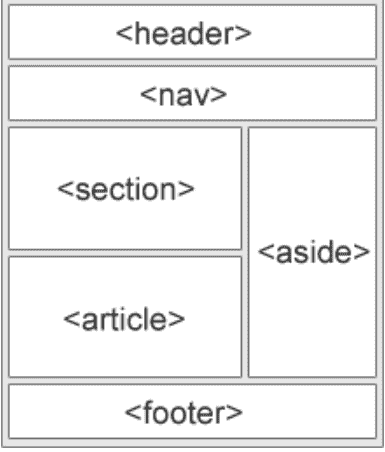 <header>
<nav>
<section>
<aside>
<article>
<footer>